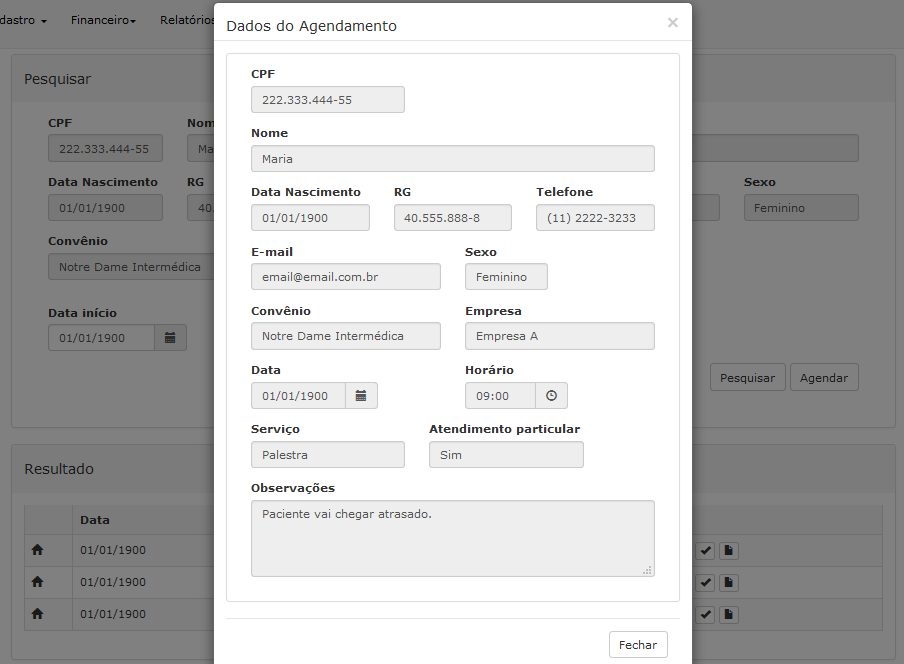 Financeiro Relatórios
Dados do Agendamento ×
Pesquisar
CPF
222.333.444-55
Nome
Maria
Data Nascimento RG Telefone
01/01/1900 40.555.888-8 (11) 2222-3233
E-mail Sexo
email@email.com.br Feminino
Convênio Empresa
Notre Dame Intermédica Empresa A
Data Horário
01/01/1900 09:00
Serviço Atendimento particular
Palestra Sim
Observações
Paciente vai chegar atrasado.
Fechar
CPF
222.333.444-55
Data Nascimento RG Sexo
01/01/1900 40. Feminino
Convênio
Notre Dame Intermédica
Data início
01/01/1900
Pesquisar Agendar
Resultado
Data
01/01/1900
01/01/1900
01/01/1900